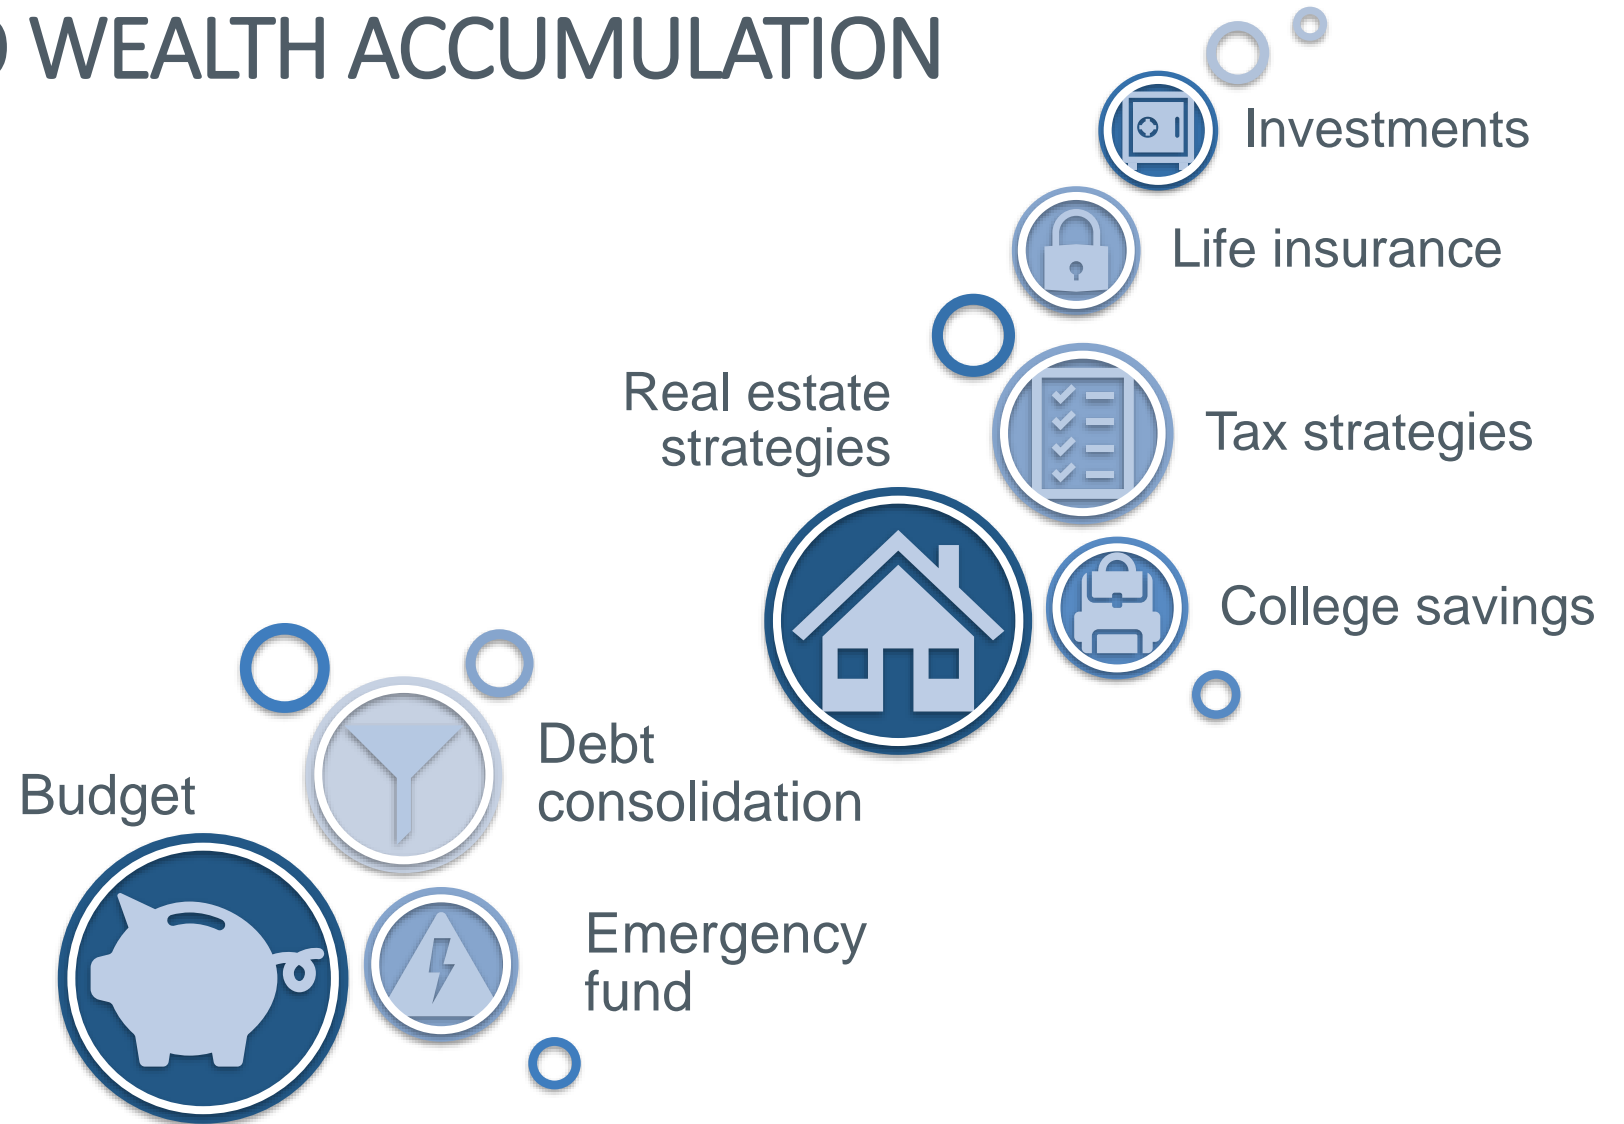 WEALTH ACCUMULATION
Investments
Life insurance
Real estate
strategies
Tax strategies
College savings
Debt
consolidation
Budget
Emergency
fund